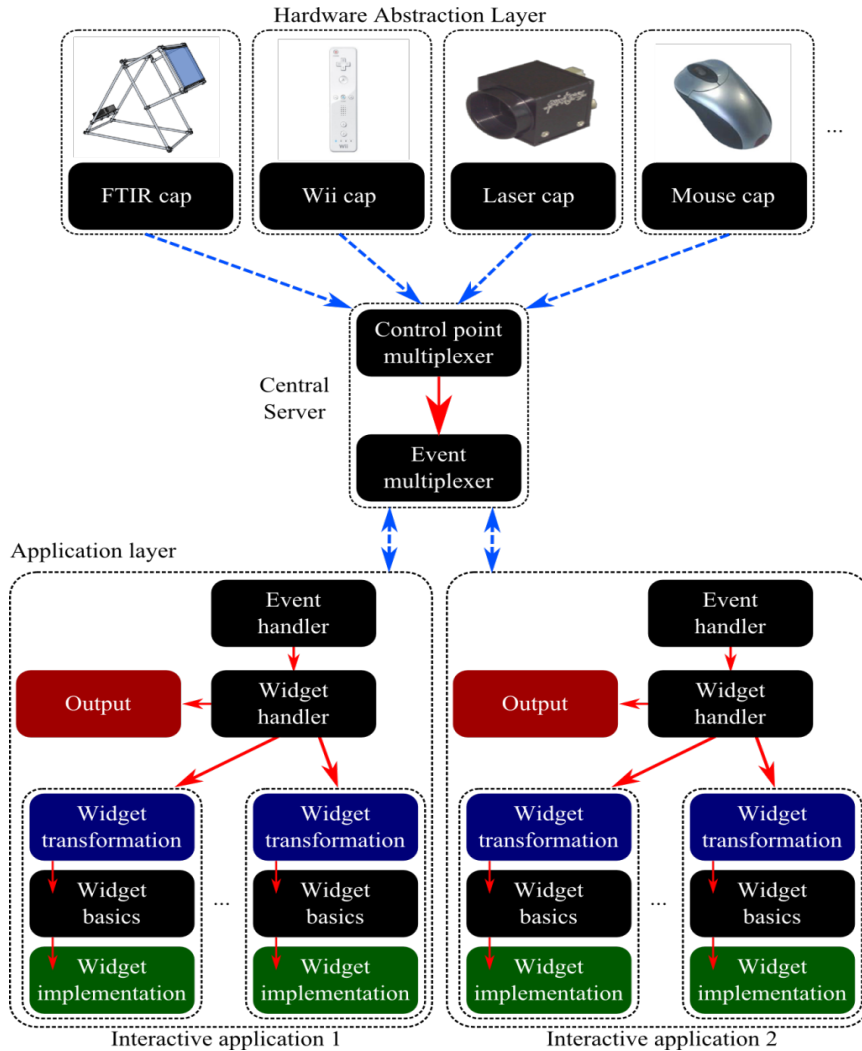 Hardware Abstraction Layer
FTIR cap
Wii cap
Laser cap
Mouse cap
...
Wii
Control point
multiplexer
Central
Server
Event
multiplexer
Application layer
Event
handler
Output
Widget
handler
Widget
transformation
Widget
basics
Widget
implementation
...
Widget
transformation
Widget
basics
Widget
implementation
Interactive application 1
Event
handler
Output
Widget
handler
Widget
transformation
Widget
basics
Widget
implementation
...
Widget
transformation
Widget
basics
Widget
implementation
Interactive application 2